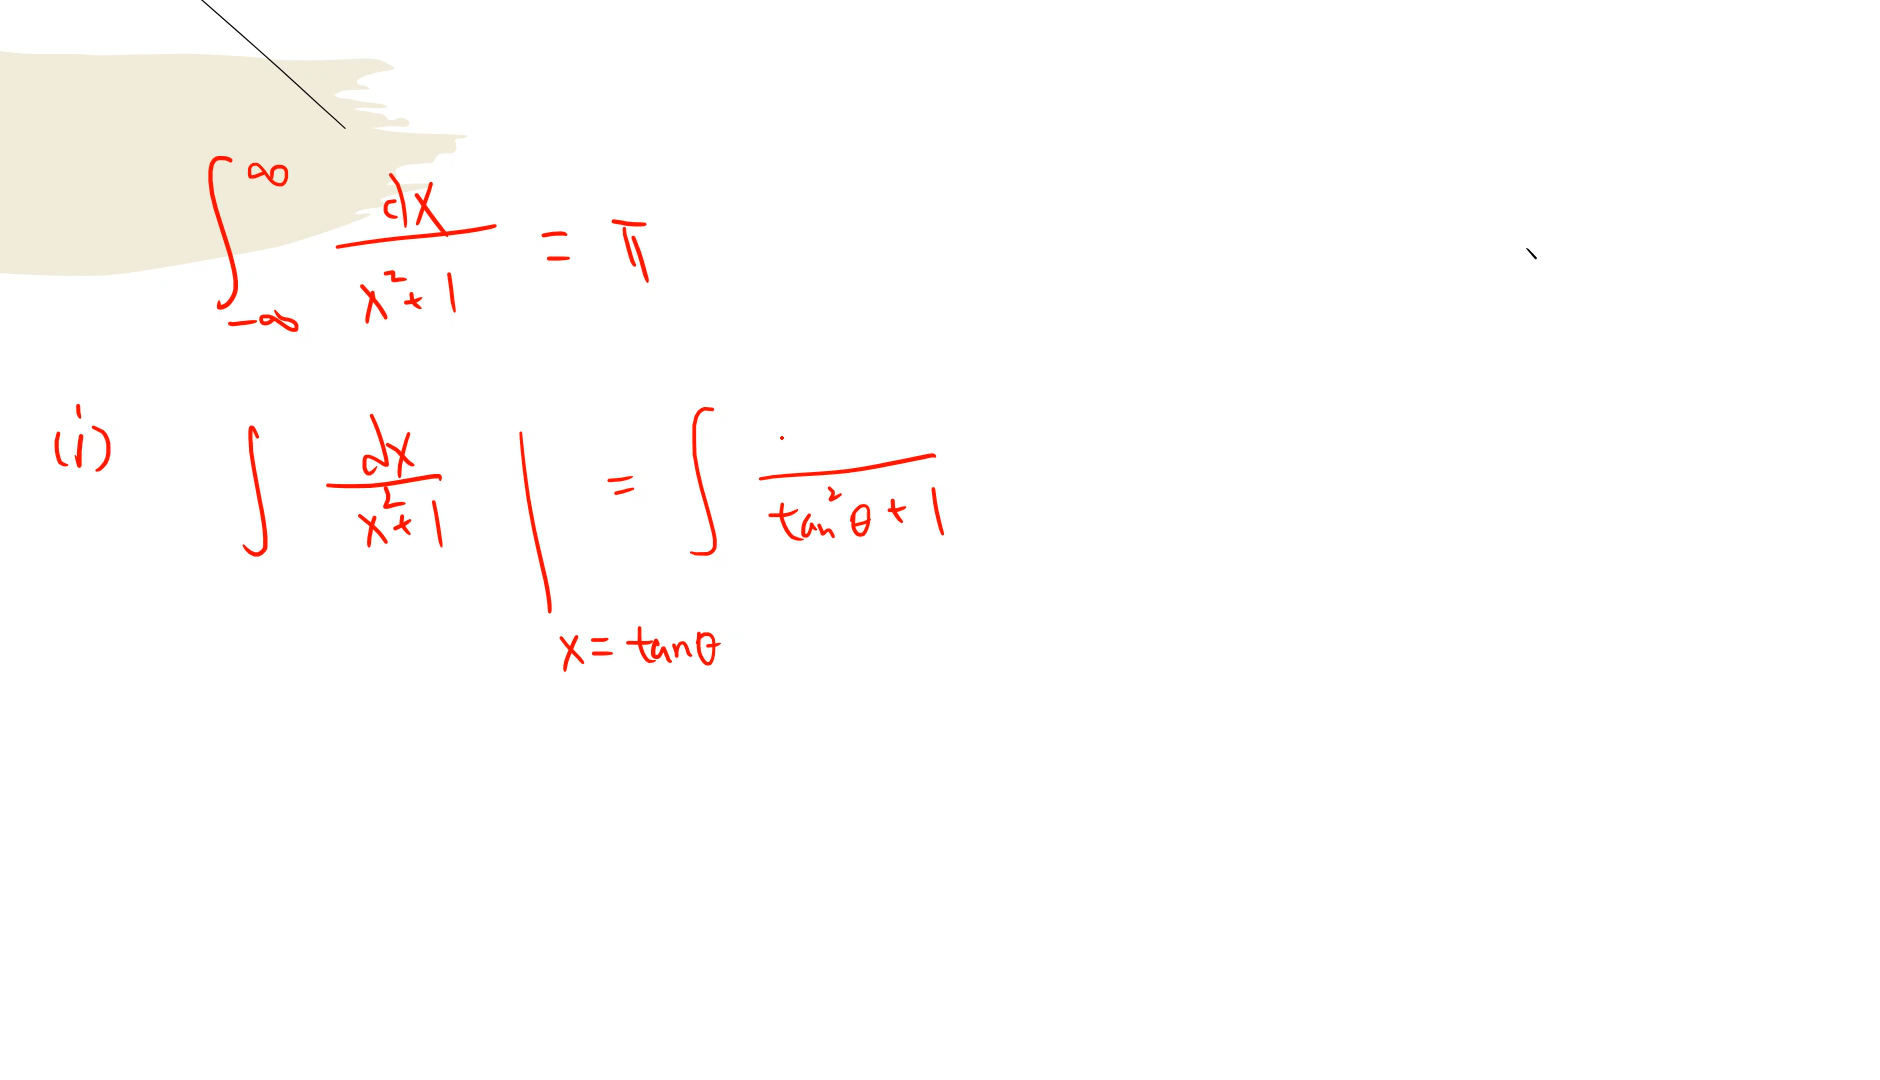 ∫_{-∞}^{∞} dx / (x² + 1) = π
(i) ∫ dx / (x² + 1) |_{x = tanθ} = ∫ / (tan²θ + 1)